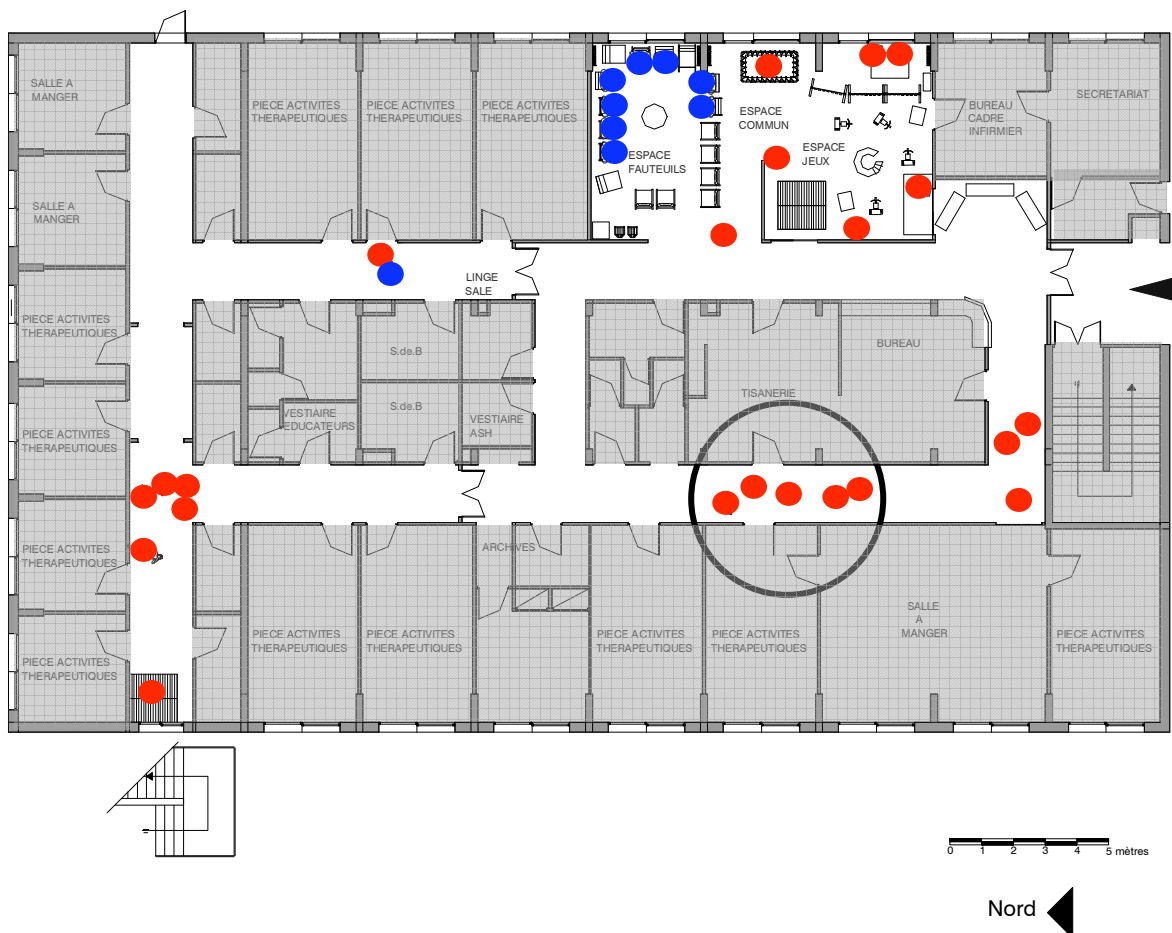 SALLE A
MANGER
PIECE ACTIVITES
THERAPEUTIQUES
PIECE ACTIVITES
THERAPEUTIQUES
PIECE ACTIVITES
THERAPEUTIQUES
ESPACE
FAUTEUILS
ESPACE
COMMUN
ESPACE
JEUX
BUREAU
CADRE
INFIRMIER
SECRETARIAT
SALLE A
MANGER
LINGE
SALE
PIECE ACTIVITES
THERAPEUTIQUES
S.de.B
S.de.B
VESTIAIRE
EDUCATEURS
VESTIAIRE
ASH
TISANERIE
BUREAU
PIECE ACTIVITES
THERAPEUTIQUES
PIECE ACTIVITES
THERAPEUTIQUES
ARCHIVES
SALLE
A
MANGER
PIECE ACTIVITES
THERAPEUTIQUES
PIECE ACTIVITES
THERAPEUTIQUES
PIECE ACTIVITES
THERAPEUTIQUES
PIECE ACTIVITES
THERAPEUTIQUES
PIECE ACTIVITES
THERAPEUTIQUES
PIECE ACTIVITES
THERAPEUTIQUES
0 1 2 3 4 5 mètres
Nord